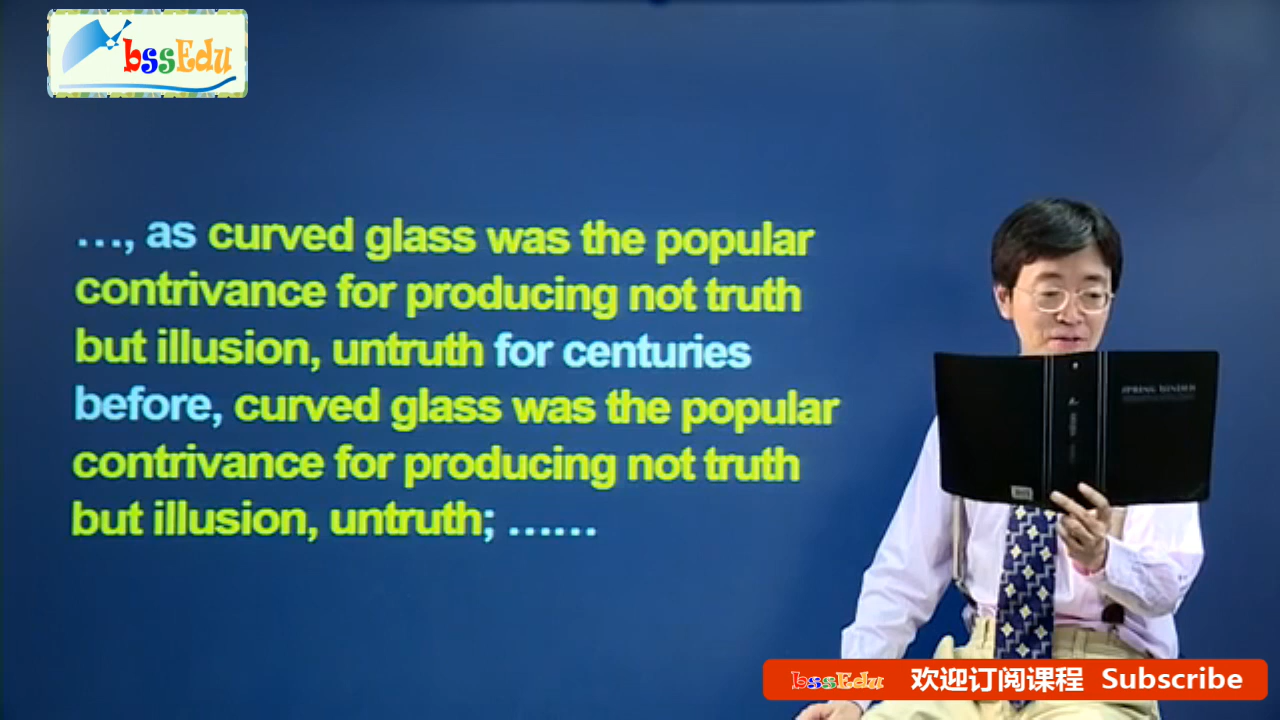 bssEdu
…, as curved glass was the popular
contrivance for producing not truth
but illusion, untruth for centuries
before, curved glass was the popular
contrivance for producing not truth
but illusion, untruth; ……
bssEdu 欢迎订阅课程 Subscribe